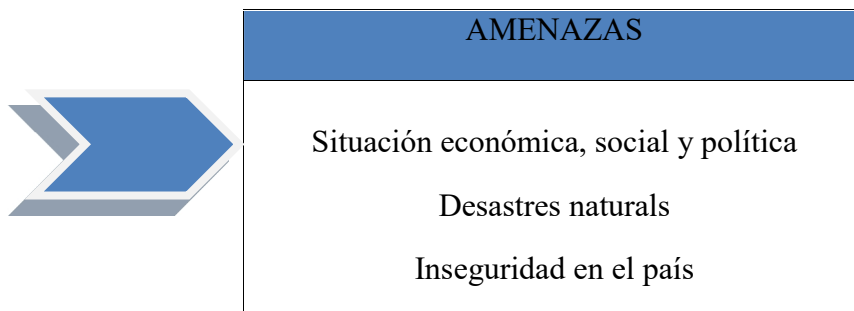 AMENAZAS
Situación económica, social y política
Desastres naturals
Inseguridad en el país